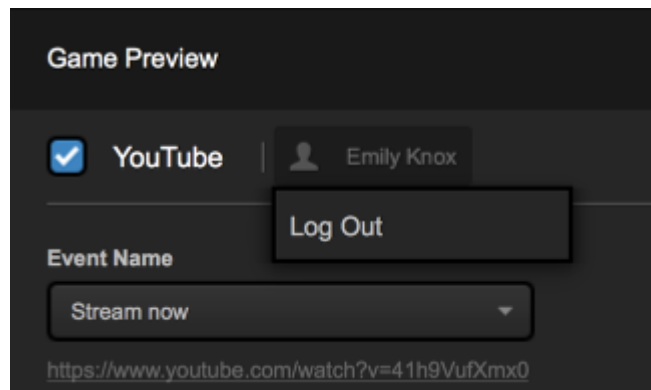 Game Preview
YouTube | Emily Knox
Log Out
Event Name
Stream now
https://www.youtube.com/watch?v=41h9VufXmx0